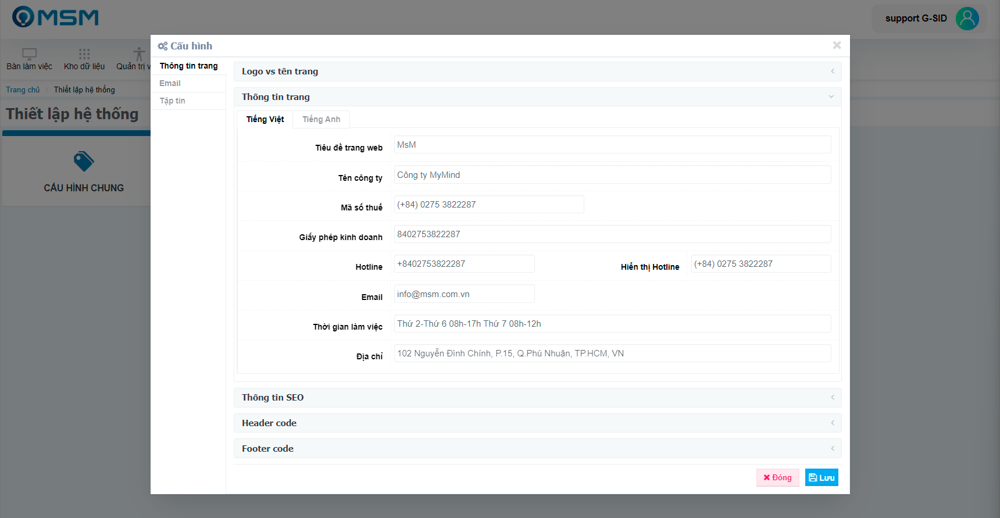 MSM
support G-SID
Bàn làm việc
Kho dữ liệu
Quản trị v
Trang chủ / Thiết lập hệ thống
Thiết lập hệ thống
CẤU HÌNH CHUNG
Cấu hình
Thông tin trang
Email
Tập tin
Logo vs tên trang
Thông tin trang
Tiếng Việt
Tiếng Anh
Tiêu đề trang web MsM
Tên công ty Công ty MyMind
Mã số thuế (+84) 0275 3822287
Giấy phép kinh doanh 8402753822287
Hotline +8402753822287 Hiển thị Hotline (+84) 0275 3822287
Email info@msm.com.vn
Thời gian làm việc Thứ 2-Thứ 6 08h-17h Thứ 7 08h-12h
Địa chỉ 102 Nguyễn Đình Chính, P.15, Q.Phú Nhuận, TP.HCM, VN
Thông tin SEO
Header code
Footer code
Đóng
Lưu